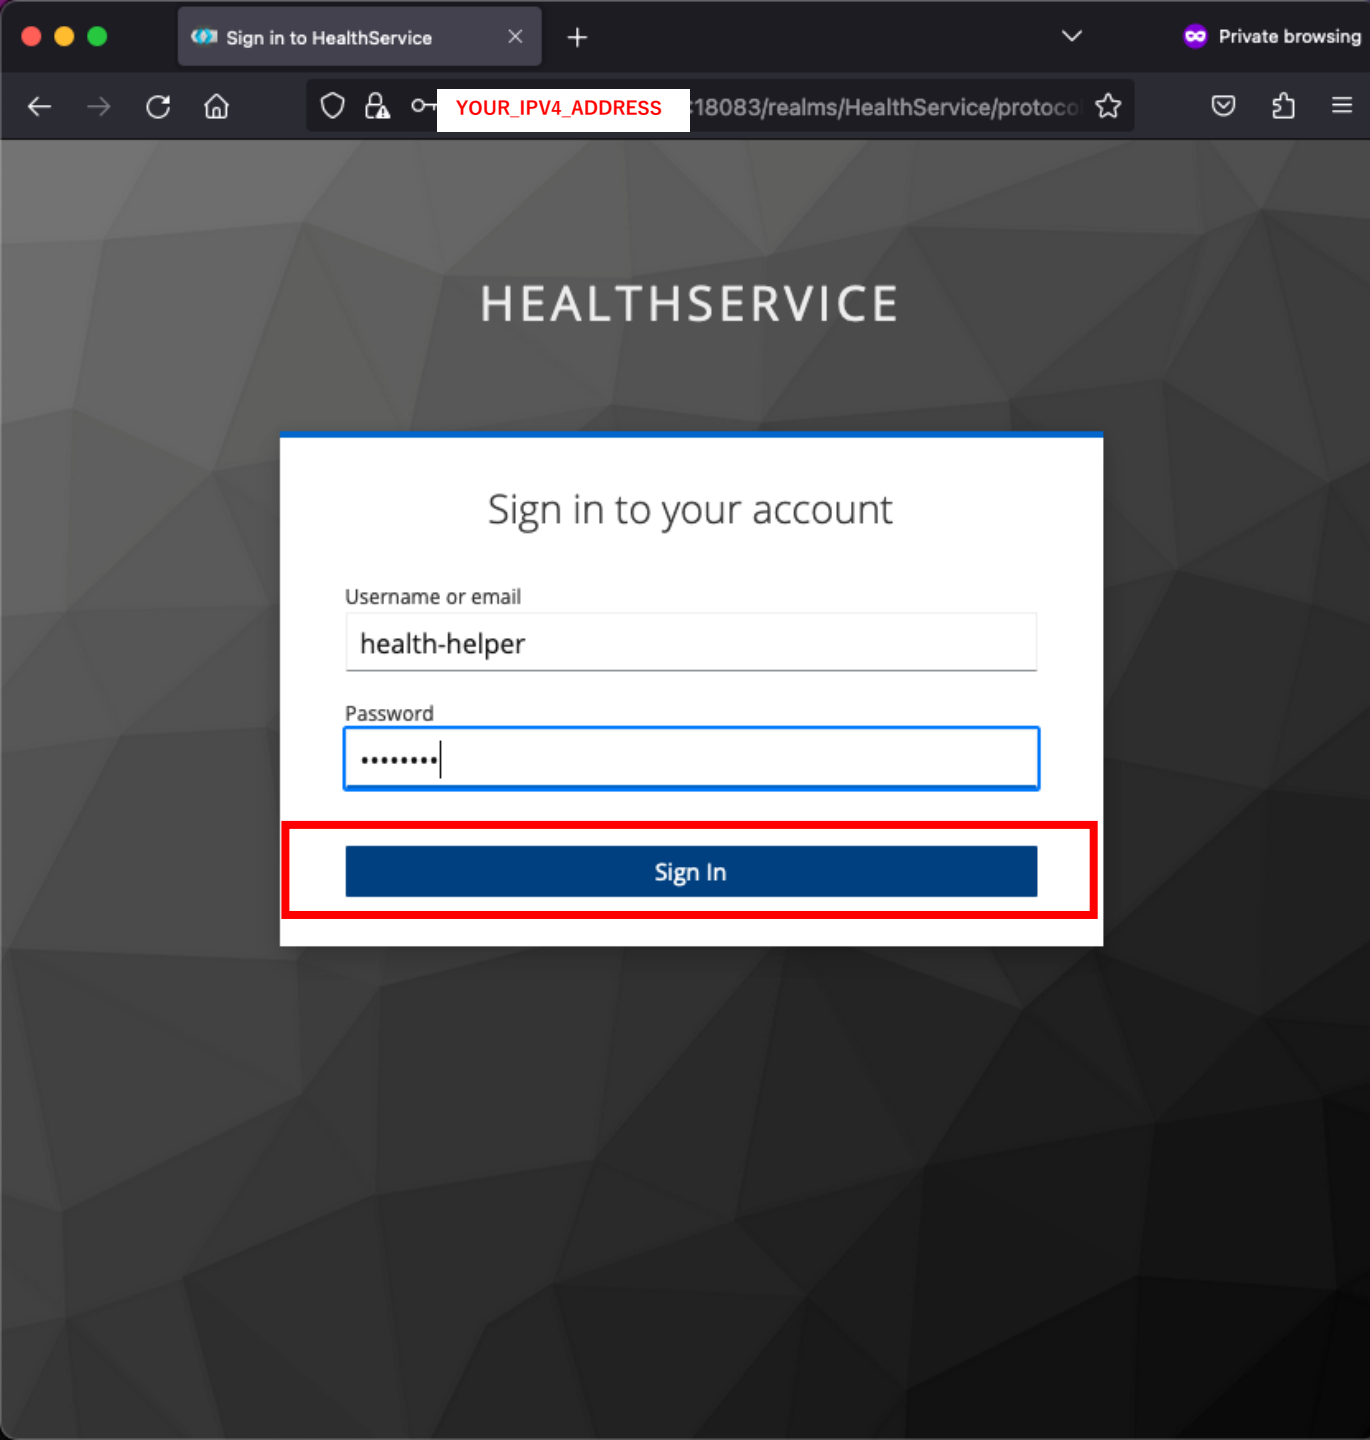 Sign in to HealthService
Private browsing
YOUR_IPV4_ADDRESS :18083/realms/HealthService/protoco
HEALTHSERVICE
Sign in to your account
Username or email
health-helper
Password
••••••••
Sign In